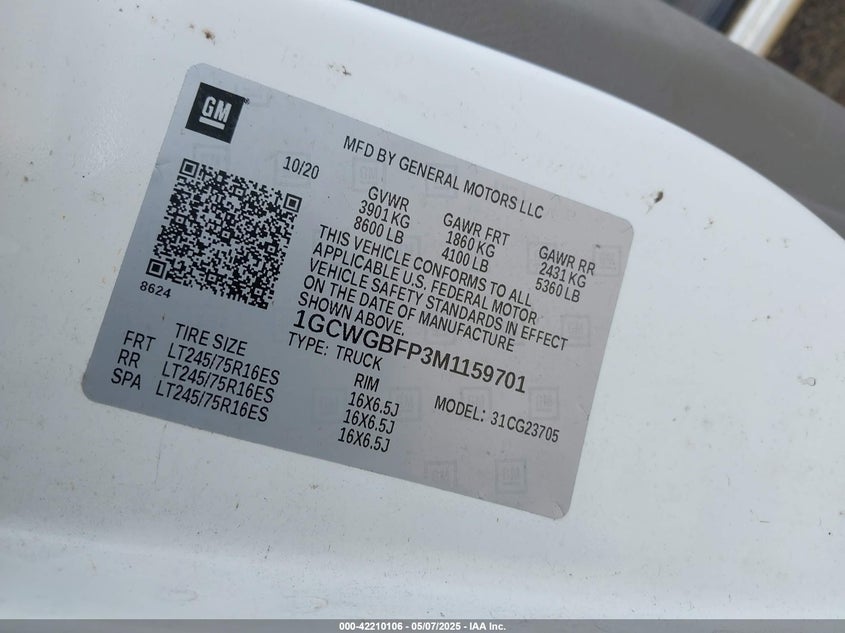 GM
10/20
MFD BY GENERAL MOTORS LLC
GVWR
3901 KG
8600 LB
GAWR FRT
1860 KG
4100 LB
GAWR RR
2431 KG
5360 LB
THIS VEHICLE CONFORMS TO ALL
APPLICABLE U.S. FEDERAL MOTOR
VEHICLE SAFETY STANDARDS IN EFFECT
ON THE DATE OF MANUFACTURE
SHOWN ABOVE.
1GCWGBFP3M1159701
TYPE: TRUCK
MODEL: 31CG23705
8624
TIRE SIZE
RIM
FRT LT245/75R16ES 16X6.5J
RR LT245/75R16ES 16X6.5J
SPA LT245/75R16ES 16X6.5J
000-42210106 - 05/07/2025 - IAA Inc.